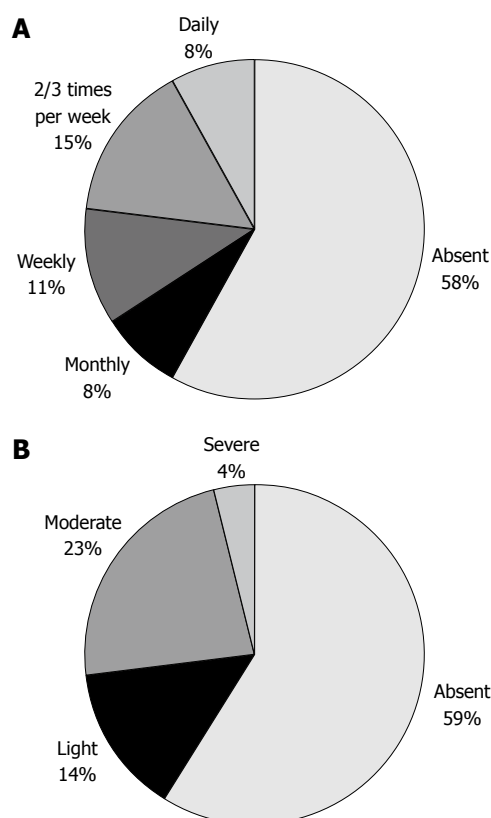 A
Daily
8%
2/3 times
per week
15%
Absent
58%
Weekly
11%
Monthly
8%
B
Severe
4%
Moderate
23%
Absent
59%
Light
14%